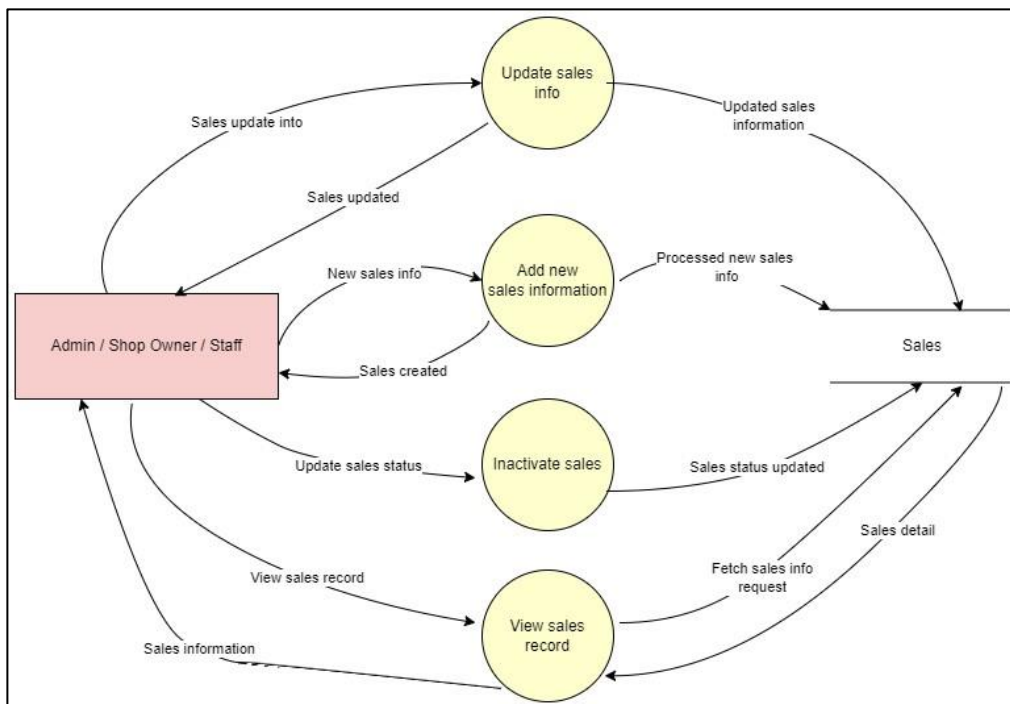 Update sales
info
Sales update into
Updated sales
information
Sales updated
New sales info
Add new
sales information
Processed new sales
info
Admin / Shop Owner / Staff
Sales
Sales created
Update sales status
Inactivate sales
Sales status updated
Sales detail
View sales record
Fetch sales info
request
View sales
record
Sales information